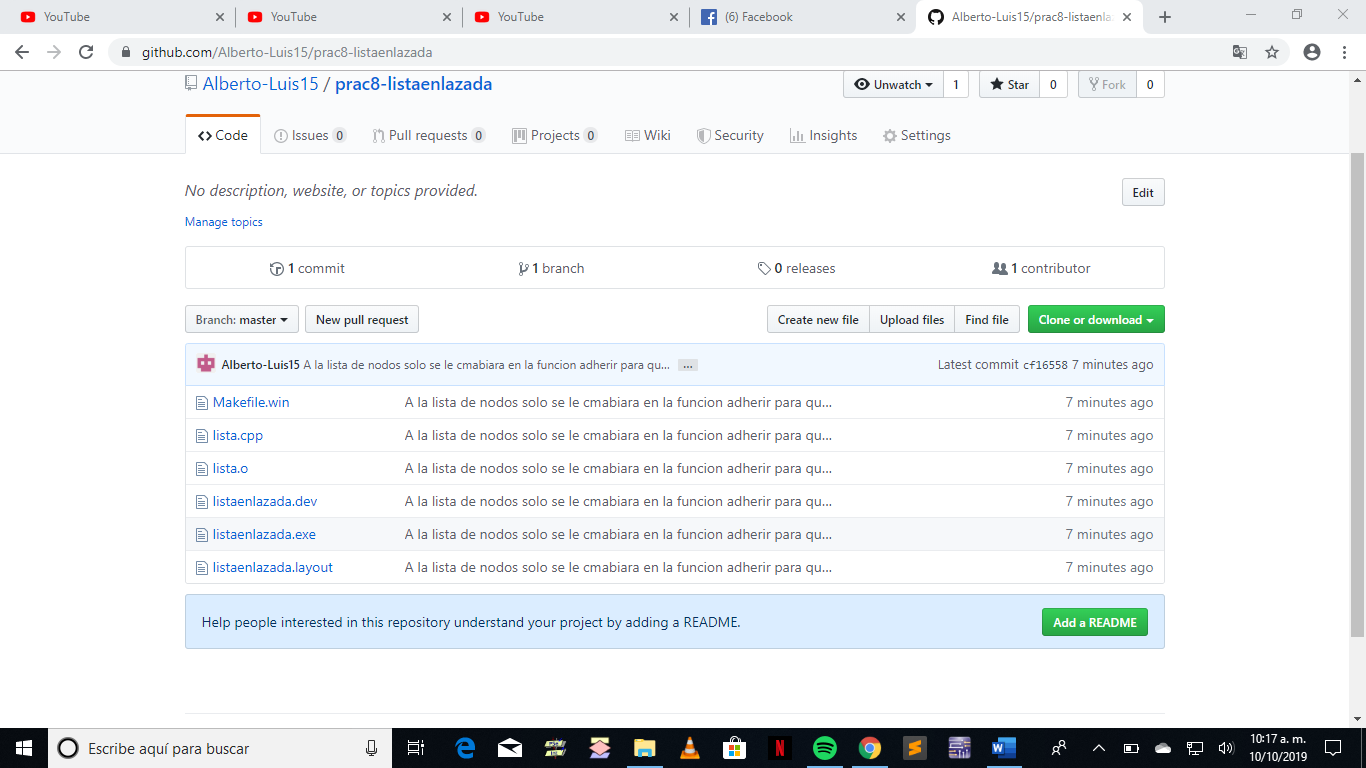 YouTube YouTube YouTube (6) Facebook Alberto-Luis15/prac8-listaenla
github.com/Alberto-Luis15/prac8-listaenlazada
Alberto-Luis15 / prac8-listaenlazada Unwatch 1 Star 0 Fork 0
Code Issues 0 Pull requests 0 Projects 0 Wiki Security Insights Settings
No description, website, or topics provided. Edit
Manage topics
1 commit 1 branch 0 releases 1 contributor
Branch: master New pull request Create new file Upload files Find file Clone or download
Alberto-Luis15 A la lista de nodos solo se le cmabiara en la funcion adherir para qu... ... Latest commit cf16558 7 minutes ago
Makefile.win A la lista de nodos solo se le cmabiara en la funcion adherir para qu... 7 minutes ago
lista.cpp A la lista de nodos solo se le cmabiara en la funcion adherir para qu... 7 minutes ago
lista.o A la lista de nodos solo se le cmabiara en la funcion adherir para qu... 7 minutes ago
listaenlazada.dev A la lista de nodos solo se le cmabiara en la funcion adherir para qu... 7 minutes ago
listaenlazada.exe A la lista de nodos solo se le cmabiara en la funcion adherir para qu... 7 minutes ago
listaenlazada.layout A la lista de nodos solo se le cmabiara en la funcion adherir para qu... 7 minutes ago
Help people interested in this repository understand your project by adding a README. Add a README
Escribe aquí para buscar 10:17 a. m.
10/10/2019